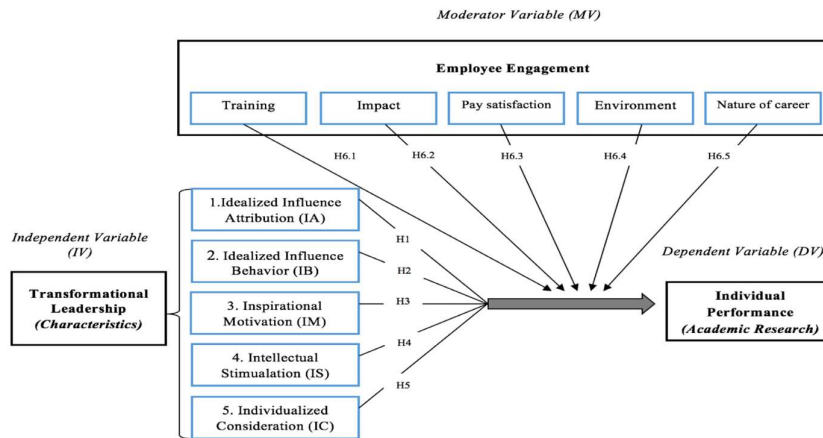 Moderator Variable (MV)
Employee Engagement
Training
Impact
Pay satisfaction
Environment
Nature of career
H6.1
H6.2
H6.3
H6.4
H6.5
1.Idealized Influence
Attribution (IA)
H1
Independent Variable
(IV)
Dependent Variable (DV)
2. Idealized Influence
Behavior (IB)
H2
Transformational
Leadership
(Characteristics)
3. Inspirational
Motivation (IM)
H3
Individual
Performance
(Academic Research)
4. Intellectual
Stimualation (IS)
H4
5. Individualized
Consideration (IC)
H5